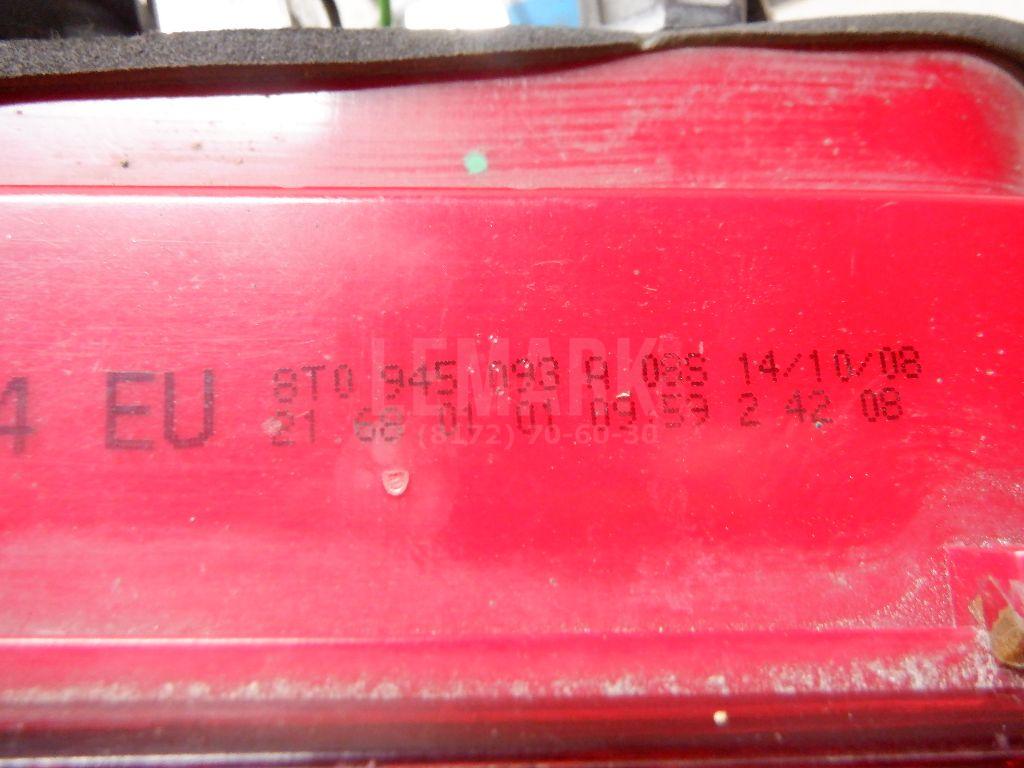 4 EU
8T0 945 093 A 088 14/10/08
21 68 01 01 09 59 2 42 08
LEMARK
(8172) 70-60-30